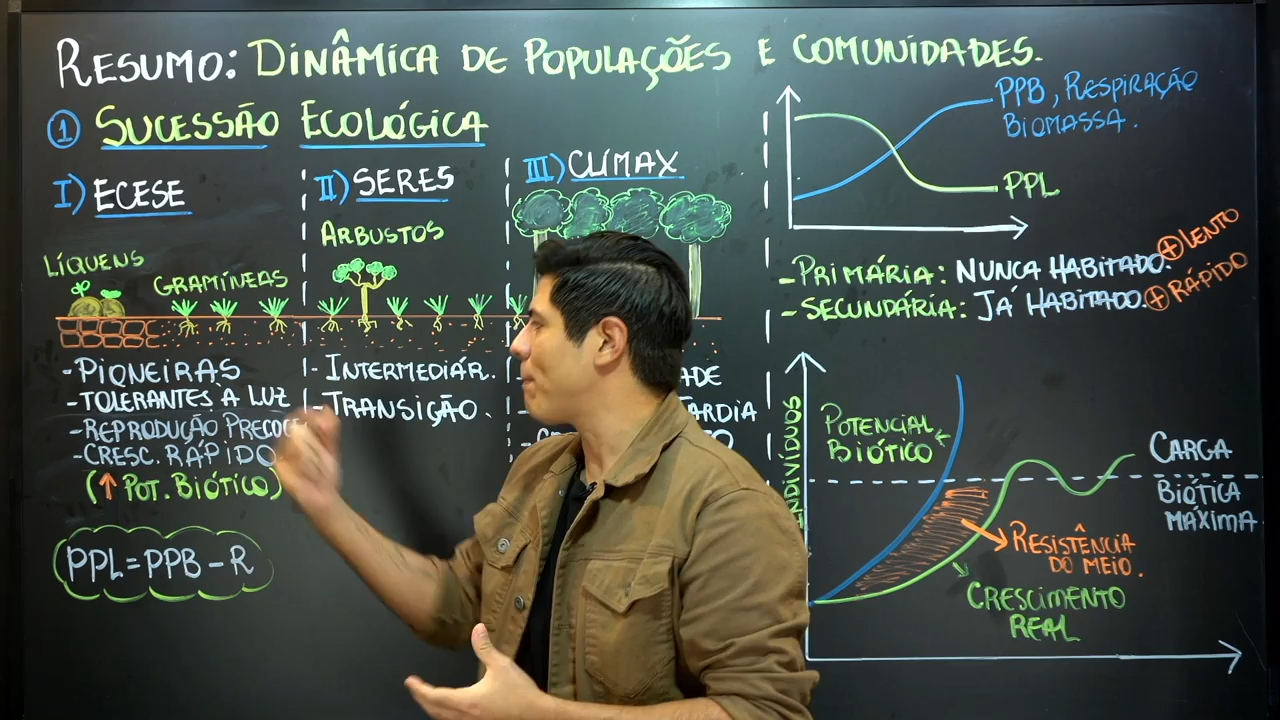 RESUMO: DINÂMICA DE POPULAÇÕES E COMUNIDADES.
① SUCESSÃO ECOLÓGICA
I) ECESE
LÍQUENS
GRAMÍNEAS
- PIONEIRAS
- TOLERANTES À LUZ
- REPRODUÇÃO PRECOCE
- CRESC. RÁPIDO
(↑ POT. BIÓTICO)
PPL = PPB - R
II) SERES
ARBUSTOS
- INTERMEDIÁR.
- TRANSIÇÃO.
III) CLÍMAX
PPB, RESPIRAÇÃO
BIOMASSA.
PPL
- PRIMÁRIA: NUNCA HABITADO. ⊕ LENTO
- SECUNDÁRIA: JÁ HABITADO. ⊕ RÁPIDO
INDIVÍDUOS
POTENCIAL
BIÓTICO
CARGA
BIÓTICA
MÁXIMA
RESISTÊNCIA
DO MEIO.
CRESCIMENTO
REAL